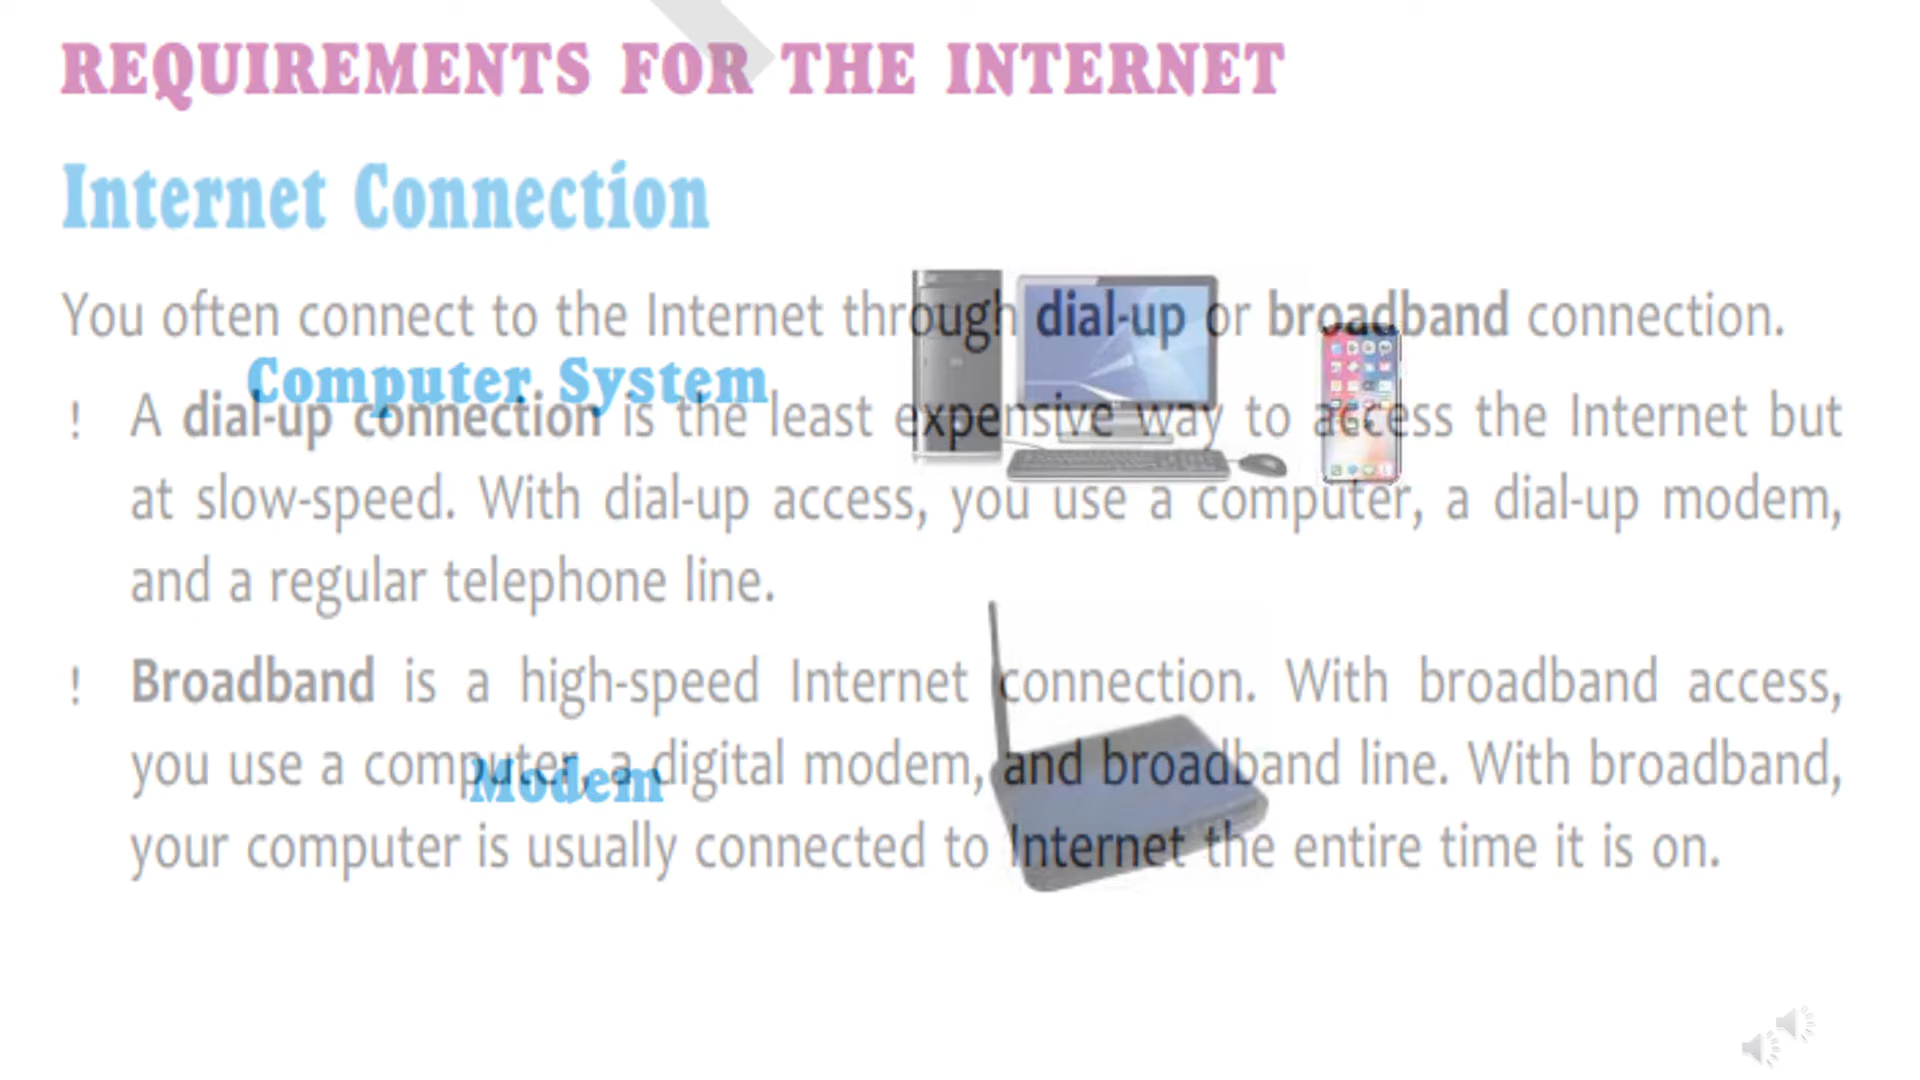 REQUIREMENTS FOR THE INTERNET
Internet Connection
You often connect to the Internet through dial-up or broadband connection.
Computer System
! A dial-up connection is the least expensive way to access the Internet but
at slow-speed. With dial-up access, you use a computer, a dial-up modem,
and a regular telephone line.
! Broadband is a high-speed Internet connection. With broadband access,
you use a computer, a digital modem, and broadband line. With broadband,
Modem
your computer is usually connected to Internet the entire time it is on.